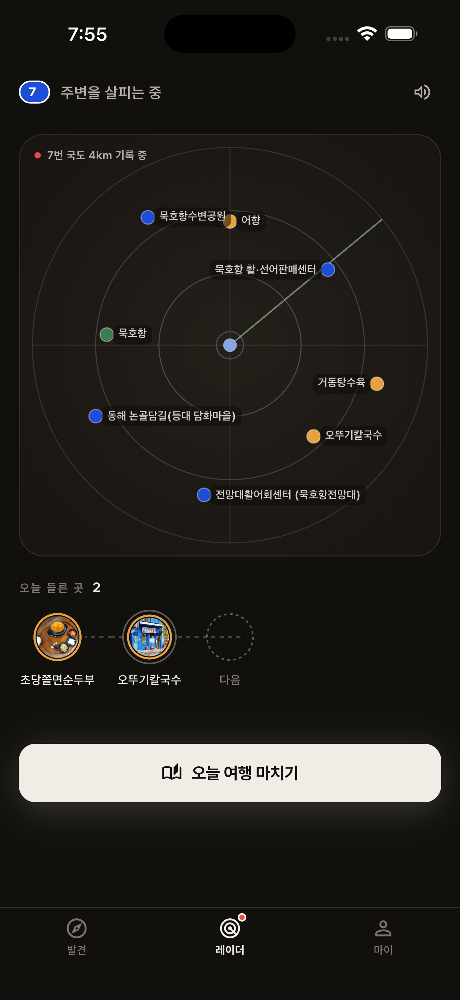 7:55
7
주변을 살피는 중
7번 국도 4km 기록 중
묵호항수변공원
어향
묵호항 활·선어판매센터
묵호항
거동탕수육
동해 논골담길(등대 담화마을)
오뚜기칼국수
전망대활어회센터 (묵호항전망대)
오늘 들른 곳 2
초당쫄면순두부
오뚜기칼국수
다음
오늘 여행 마치기
발견
레이더
마이